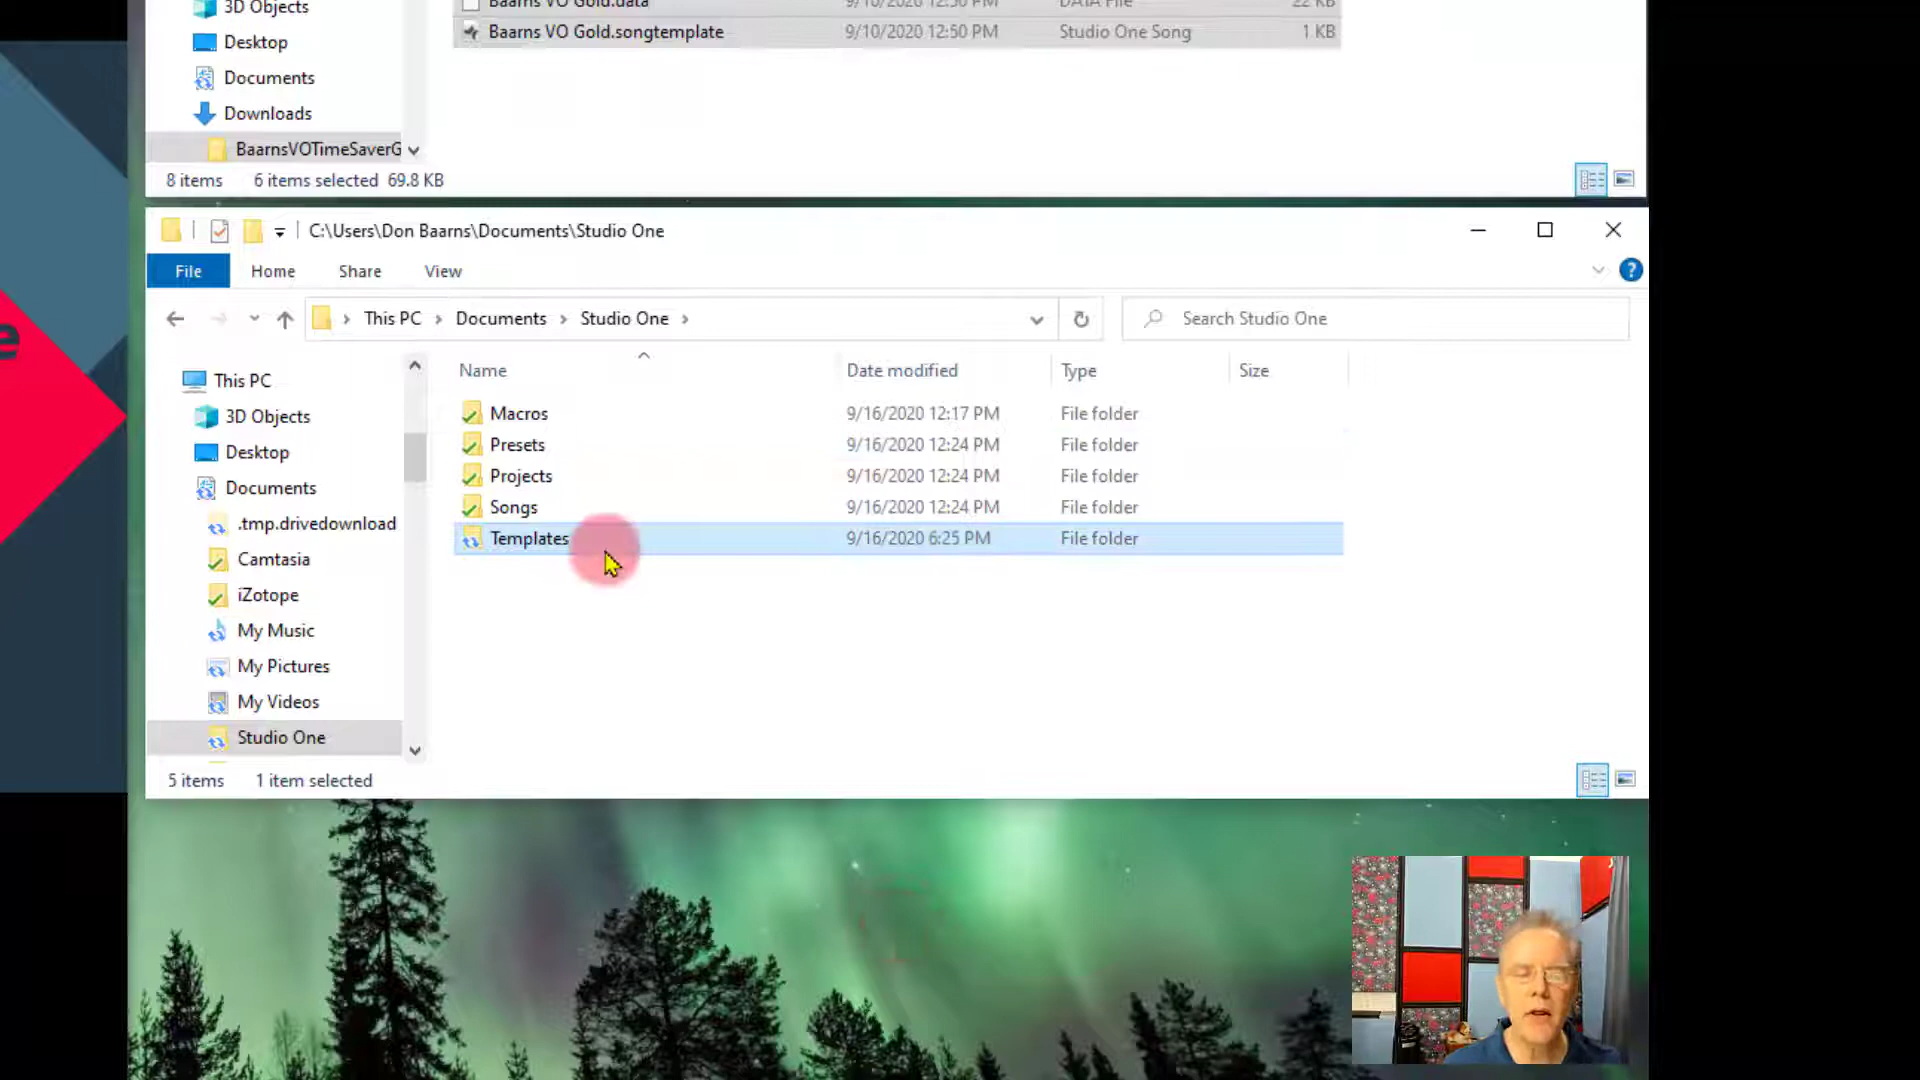 3D Objects
Baarns VO Gold.data 9/10/2020 12:50 PM DATA File 22 KB
Desktop
Baarns VO Gold.songtemplate 9/10/2020 12:50 PM Studio One Song 1 KB
Documents
Downloads
BaarnsVOTimeSaverG
8 items 6 items selected 69.8 KB
C:\Users\Don Baarns\Documents\Studio One
File Home Share View
This PC Documents Studio One
Search Studio One
Name Date modified Type Size
This PC
3D Objects
Desktop
Documents
.tmp.drivedownload
Camtasia
iZotope
My Music
My Pictures
My Videos
Studio One
Macros 9/16/2020 12:17 PM File folder
Presets 9/16/2020 12:24 PM File folder
Projects 9/16/2020 12:24 PM File folder
Songs 9/16/2020 12:24 PM File folder
Templates 9/16/2020 6:25 PM File folder
5 items 1 item selected
e